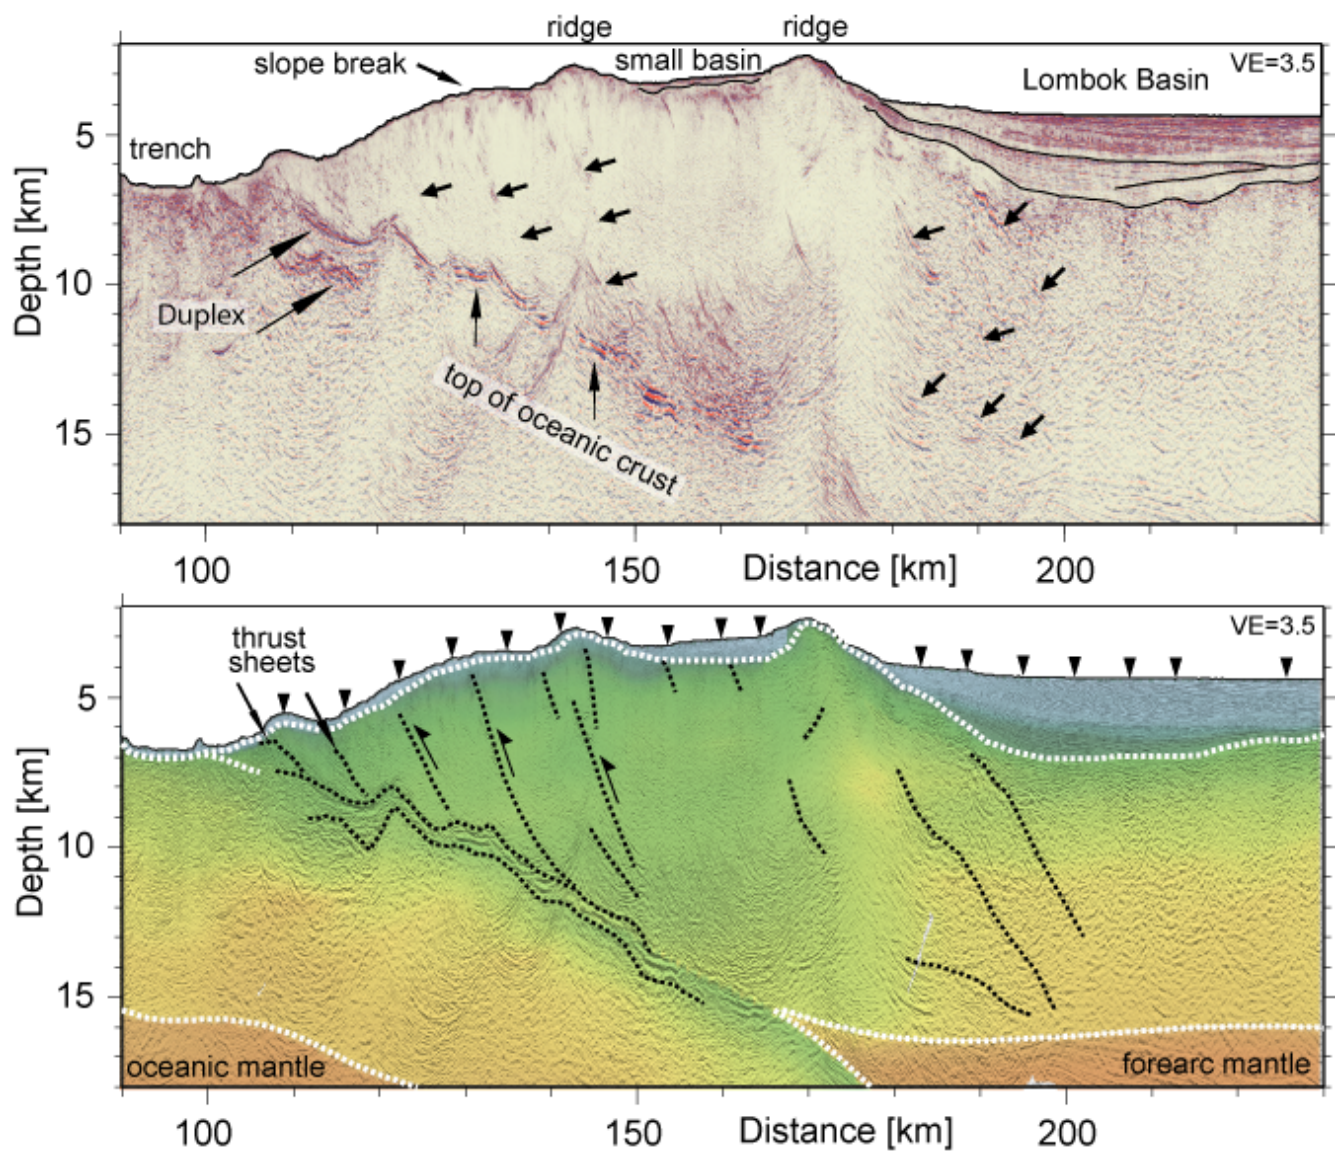 ridge
ridge
slope break
small basin
VE=3.5
Lombok Basin
trench
5
Depth [km]
10
Duplex
top of oceanic crust
15
100
150
Distance [km]
200
VE=3.5
thrust
sheets
5
Depth [km]
10
15
oceanic mantle
forearc mantle
100
150
Distance [km]
200